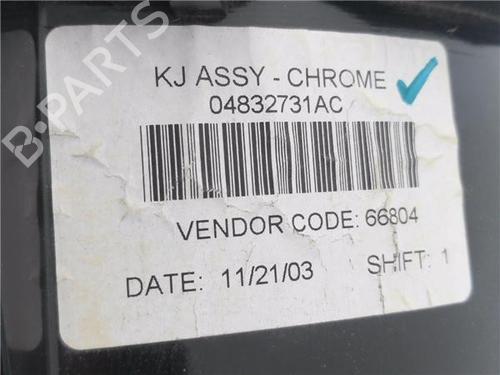 B-PARTS
KJ ASSY - CHROME
04832731AC
VENDOR CODE: 66804
DATE: 11/21/03 SHIFT: 1